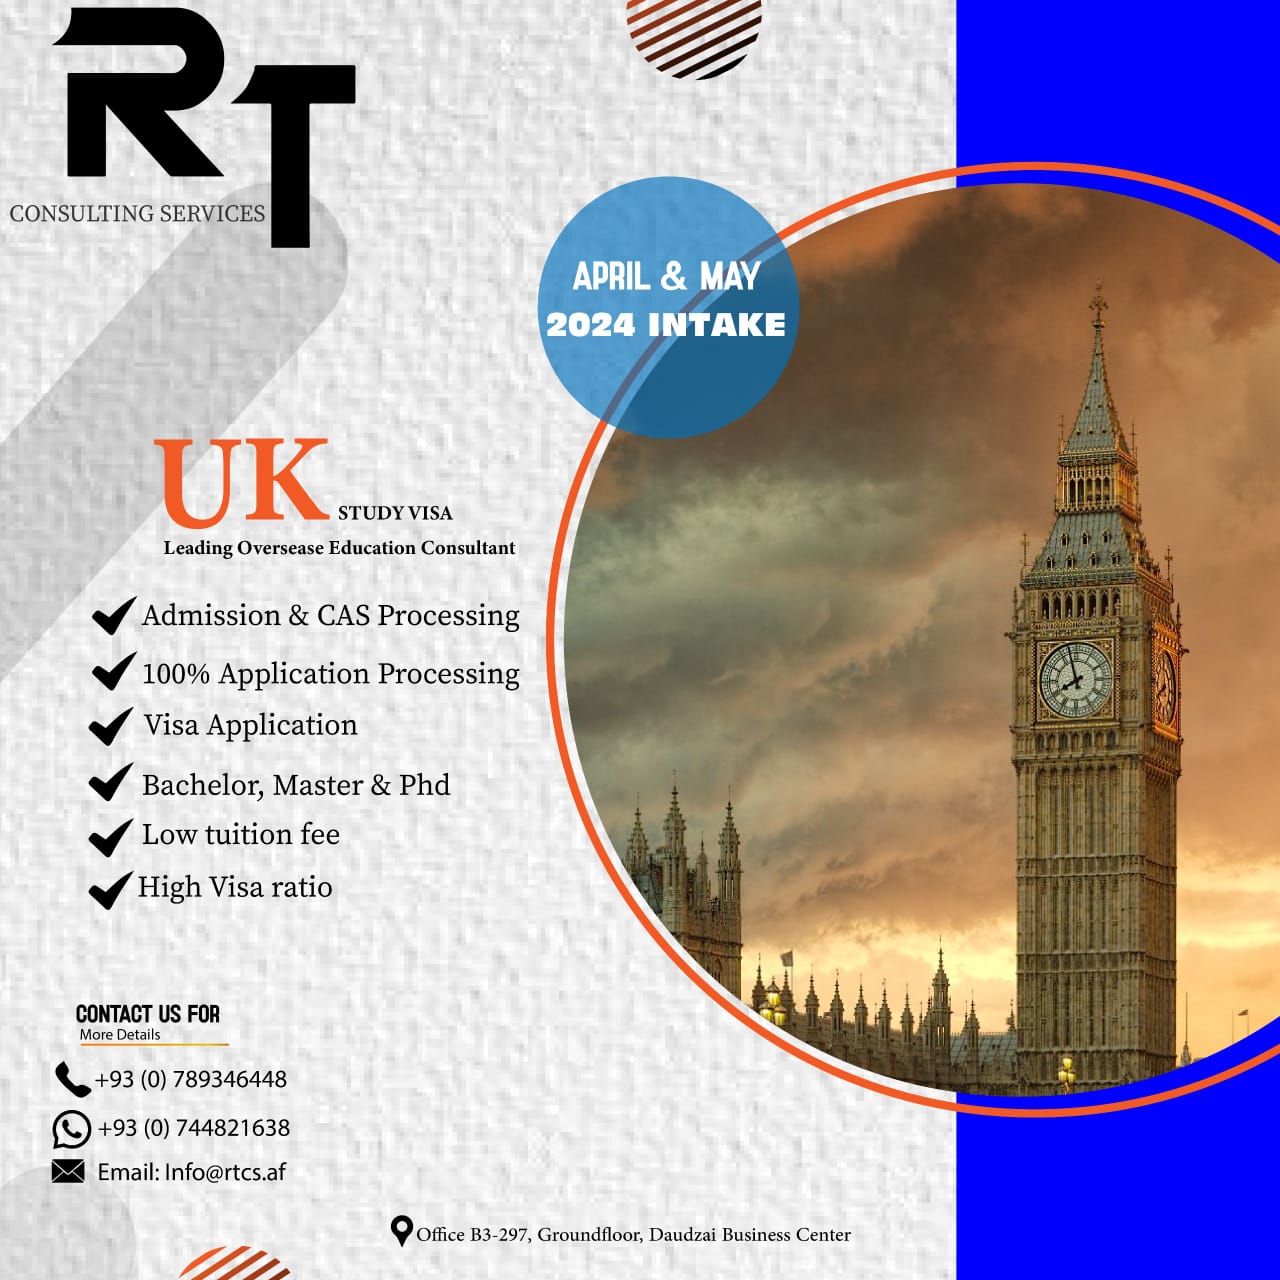 RT
CONSULTING SERVICES
APRIL & MAY
2024 INTAKE
UK STUDY VISA
Leading Oversease Education Consultant
Admission & CAS Processing
100% Application Processing
Visa Application
Bachelor, Master & Phd
Low tuition fee
High Visa ratio
CONTACT US FOR
More Details
+93 (0) 789346448
+93 (0) 744821638
Email: Info@rtcs.af
Office B3-297, Groundfloor, Daudzai Business Center